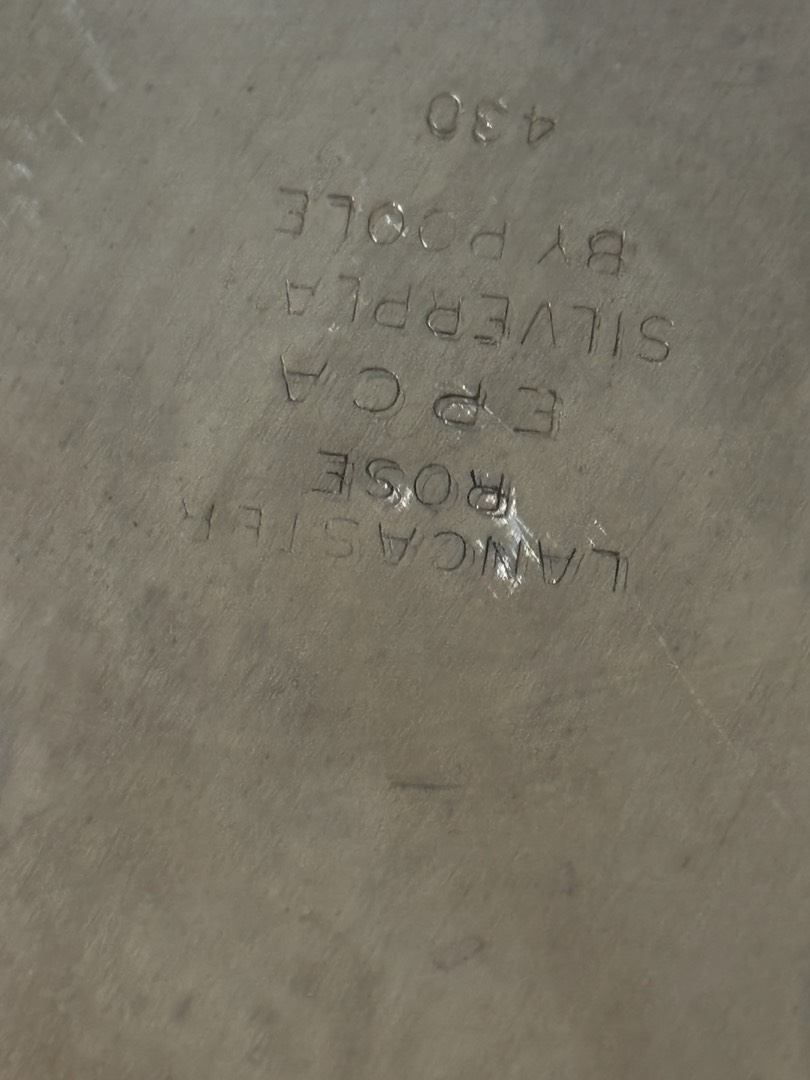 LANCASTER
ROSE
EPCA
SILVERPLA
BY POOLE
430